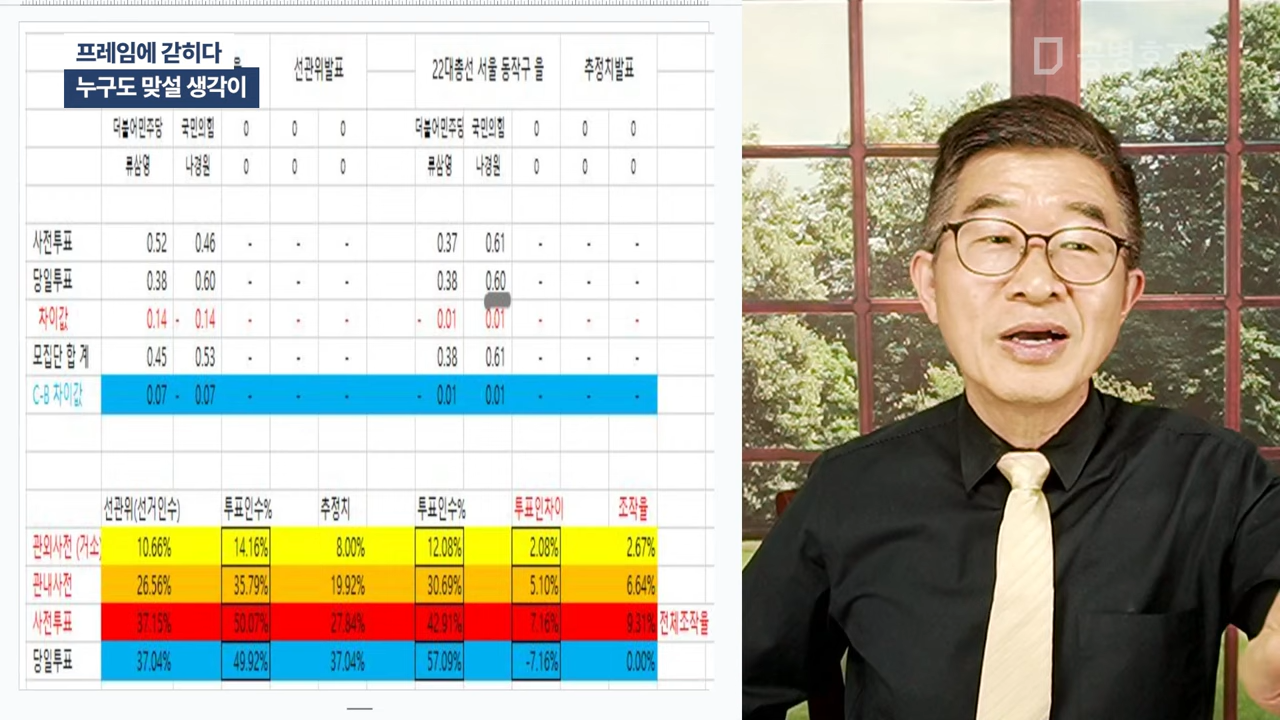 프레임에 갇히다
누구도 맞설 생각이
을 선관위발표 22대총선 서울 동작구 을 추정치발표
더불어민주당 국민의힘 0 0 0 더불어민주당 국민의힘 0 0 0
류삼영 나경원 0 0 0 류삼영 나경원 0 0 0
사전투표 0.52 0.46 - - - 0.37 0.61 - - -
당일투표 0.38 0.60 - - - 0.38 0.60 - - -
차이값 0.14 - 0.14 - - - - 0.01 0.01 - - -
모집단 합 계 0.45 0.53 - - - 0.38 0.61 - - -
C-B 차이값 0.07 - 0.07 - - - - 0.01 0.01 - - -
선관위(선거인수) 투표인수% 추정치 투표인수% 투표인차이 조작율
관외사전 (거소) 10.66% 14.16% 8.00% 12.08% 2.08% 2.67%
관내사전 26.56% 35.79% 19.92% 30.69% 5.10% 6.64%
사전투표 37.15% 50.07% 27.84% 42.91% 7.16% 9.31% 전체조작율
당일투표 37.04% 49.92% 37.04% 57.09% -7.16% 0.00%